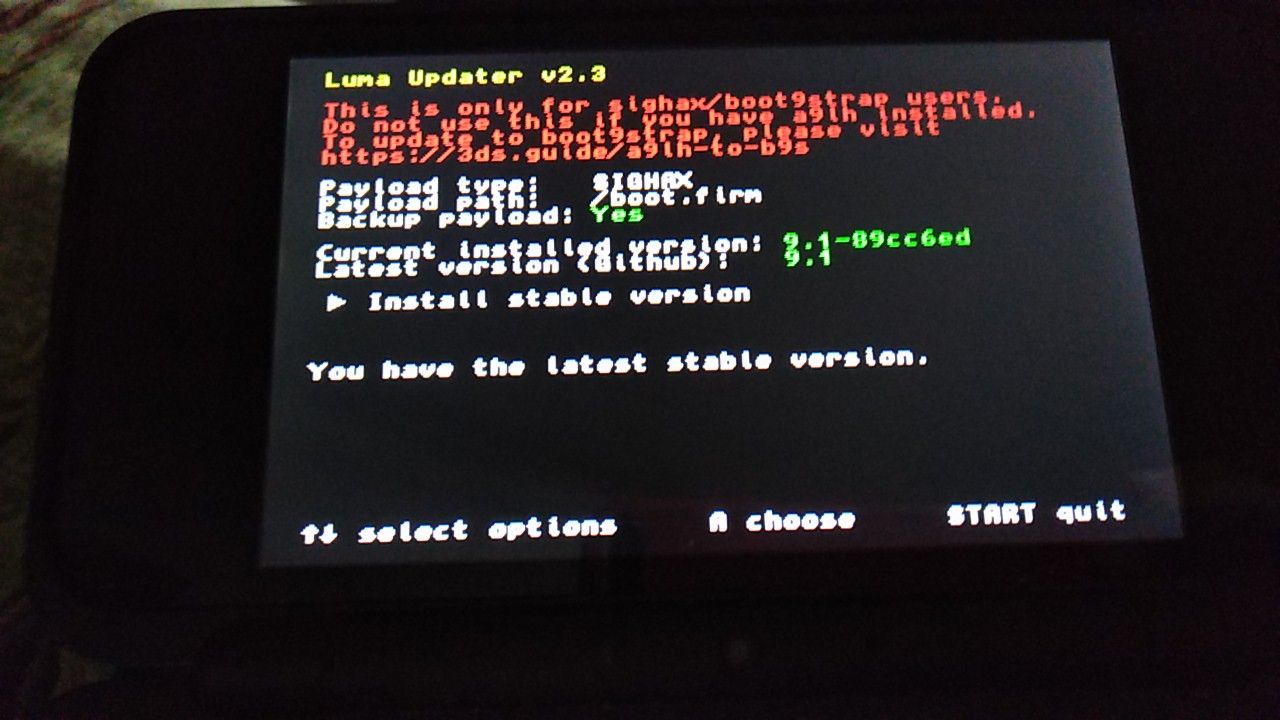 Luma Updater v2.3
This is only for sighax/boot9strap users.
Do not use this if you have a9lh installed.
To update to boot9strap, please visit
https://3ds.guide/a9lh-to-b9s
Payload type: SIGHAX
Payload path: /boot.firm
Backup payload: Yes
Current installed version: 9.1-89cc6ed
Latest version (Github): 9.1
► Install stable version
You have the latest stable version.
↑↓ select options A choose START quit